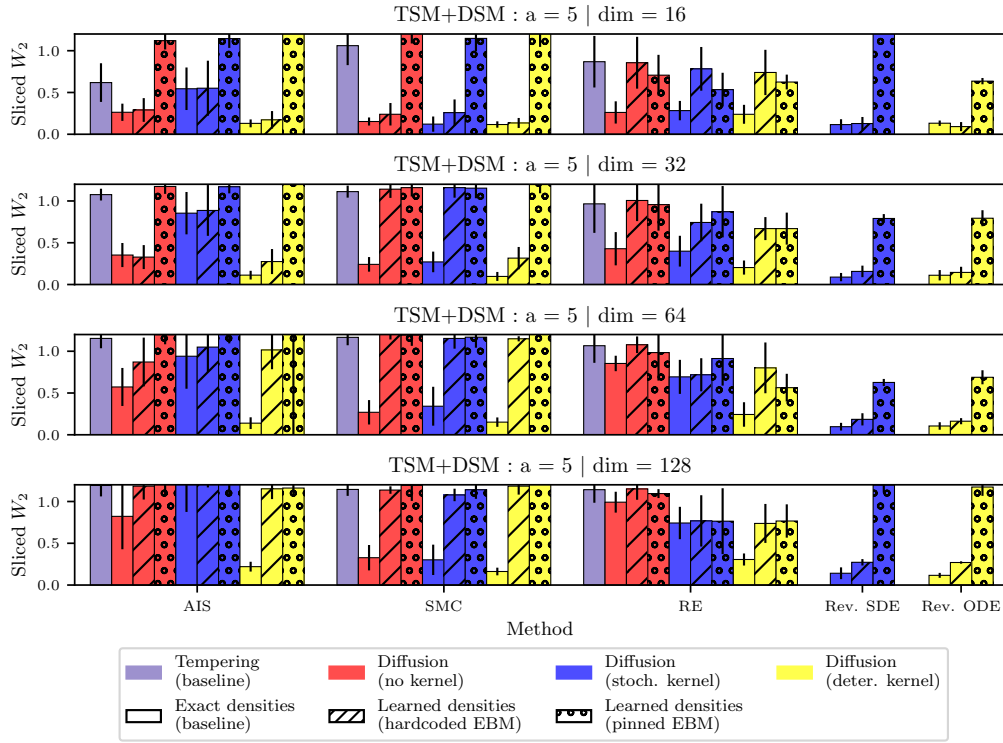 TSM+DSM : a = 5 | dim = 16
Sliced W2
1.0
0.5
0.0
TSM+DSM : a = 5 | dim = 32
Sliced W2
1.0
0.5
0.0
TSM+DSM : a = 5 | dim = 64
Sliced W2
1.0
0.5
0.0
TSM+DSM : a = 5 | dim = 128
Sliced W2
1.0
0.5
0.0
AIS SMC RE Rev. SDE Rev. ODE
Method
Tempering (baseline)
Diffusion (no kernel)
Diffusion (stoch. kernel)
Diffusion (deter. kernel)
Exact densities (baseline)
Learned densities (hardcoded EBM)
Learned densities (pinned EBM)